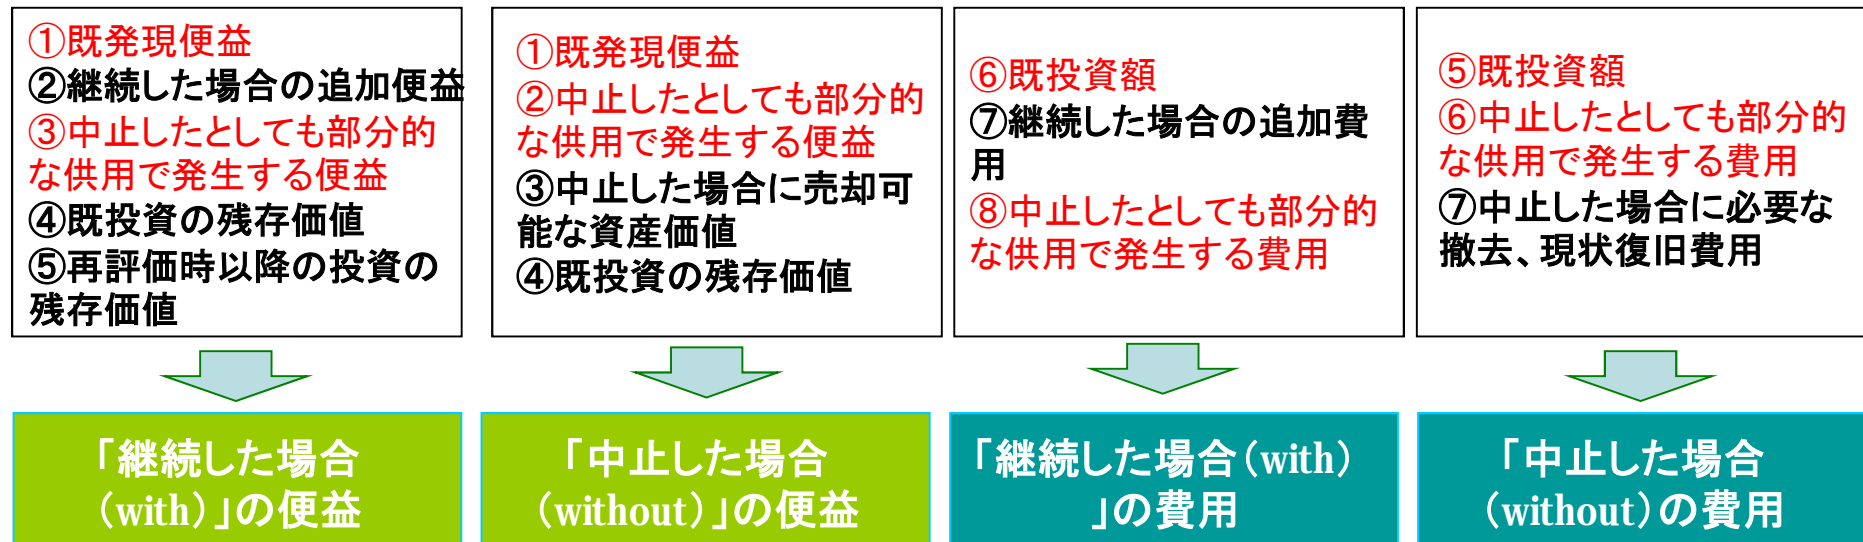 ①既発現便益
②継続した場合の追加便益
③中止したとしても部分的
な供用で発生する便益
④既投資の残存価値
⑤再評価時以降の投資の
残存価値
①既発現便益
②中止したとしても部分的
な供用で発生する便益
③中止した場合に売却可
能な資産価値
④既投資の残存価値
⑥既投資額
⑦継続した場合の追加費
用
⑧中止したとしても部分的
な供用で発生する費用
⑤既投資額
⑥中止したとしても部分的
な供用で発生する費用
⑦中止した場合に必要な
撤去、現状復旧費用
「継続した場合
（with）」の便益
「中止した場合
（without）」の便益
「継続した場合（with）
」の費用
「中止した場合
（without）の費用